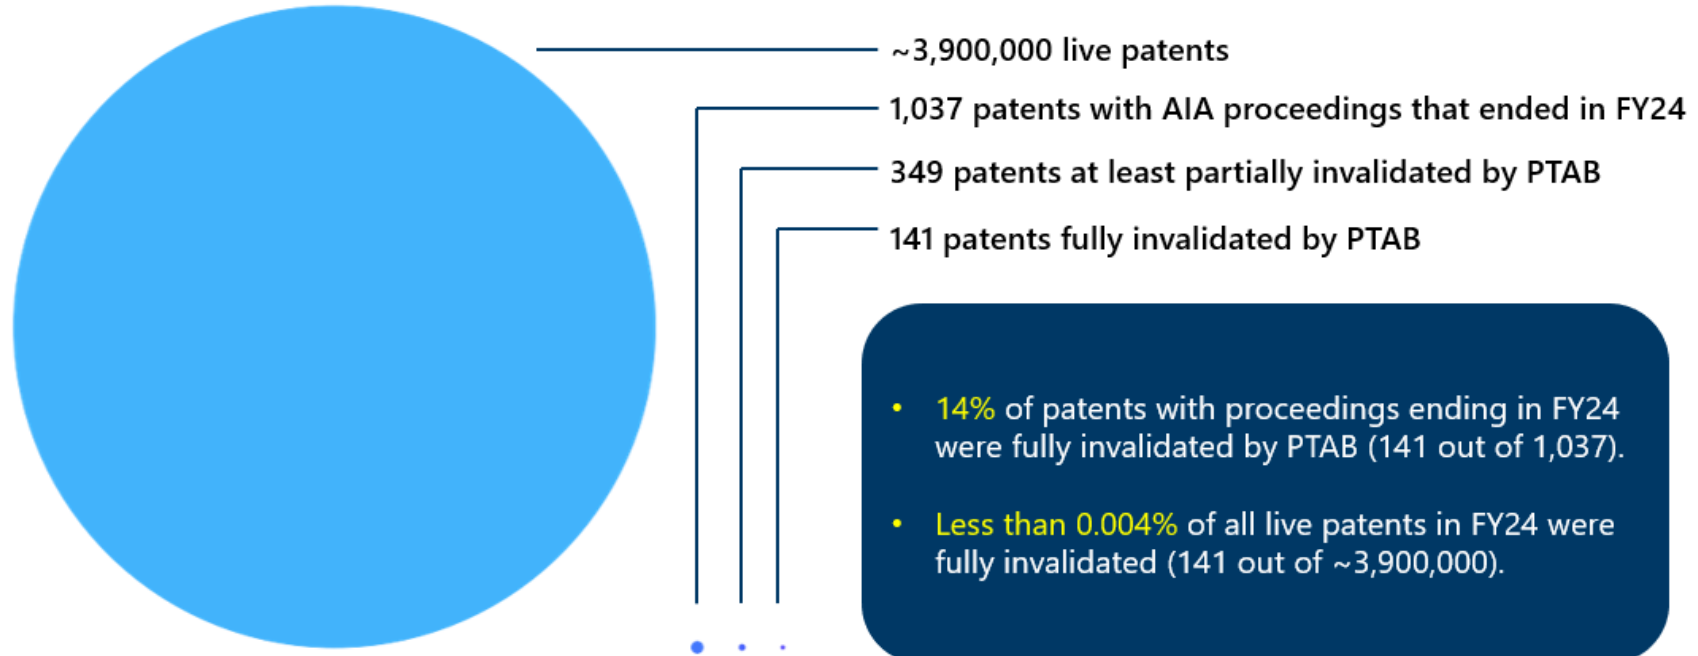 ~3,900,000 live patents
1,037 patents with AIA proceedings that ended in FY24
349 patents at least partially invalidated by PTAB
141 patents fully invalidated by PTAB
• 14% of patents with proceedings ending in FY24
were fully invalidated by PTAB (141 out of 1,037).
• Less than 0.004% of all live patents in FY24 were
fully invalidated (141 out of ~3,900,000).